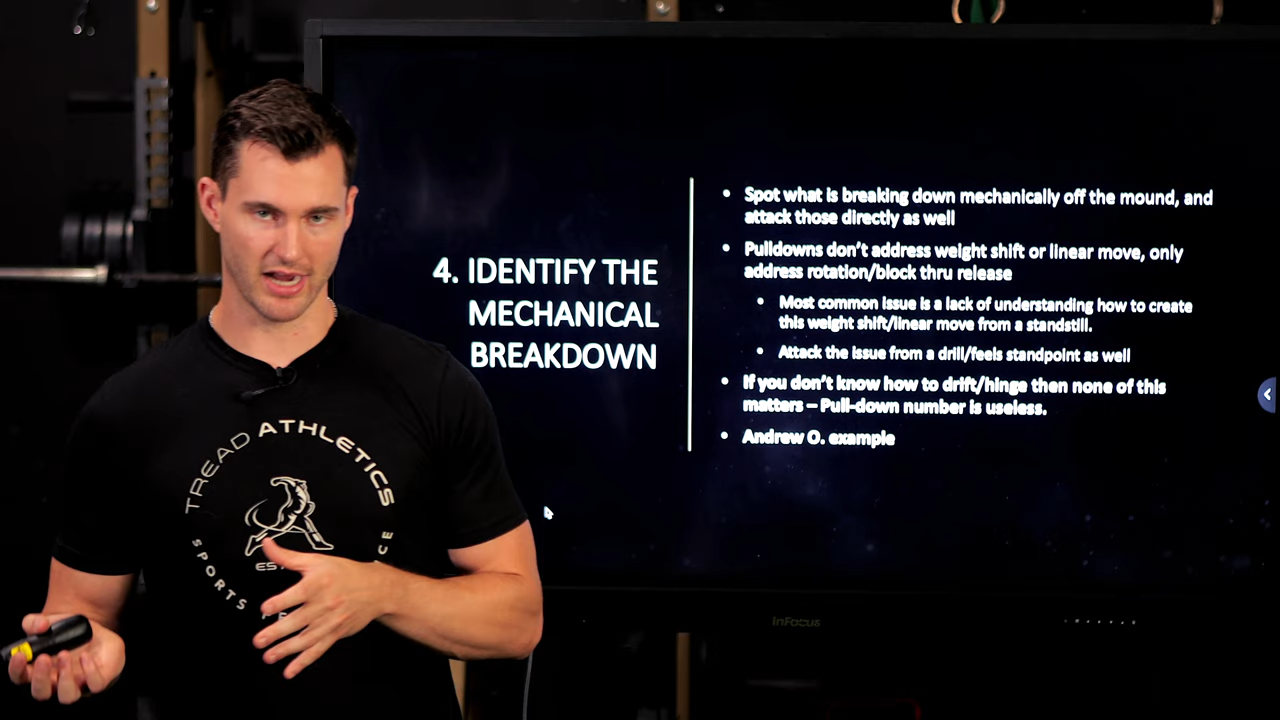 4. IDENTIFY THE
MECHANICAL
BREAKDOWN
• Spot what is breaking down mechanically off the mound, and
attack those directly as well
• Pulldowns don't address weight shift or linear move, only
address rotation/block thru release
• Most common issue is a lack of understanding how to create
this weight shift/linear move from a standstill.
• Attack the issue from a drill/feels standpoint as well
• If you don't know how to drift/hinge then none of this
matters – Pull-down number is useless.
• Andrew O. example
TREAD ATHLETICS
SPORTS
InFocus